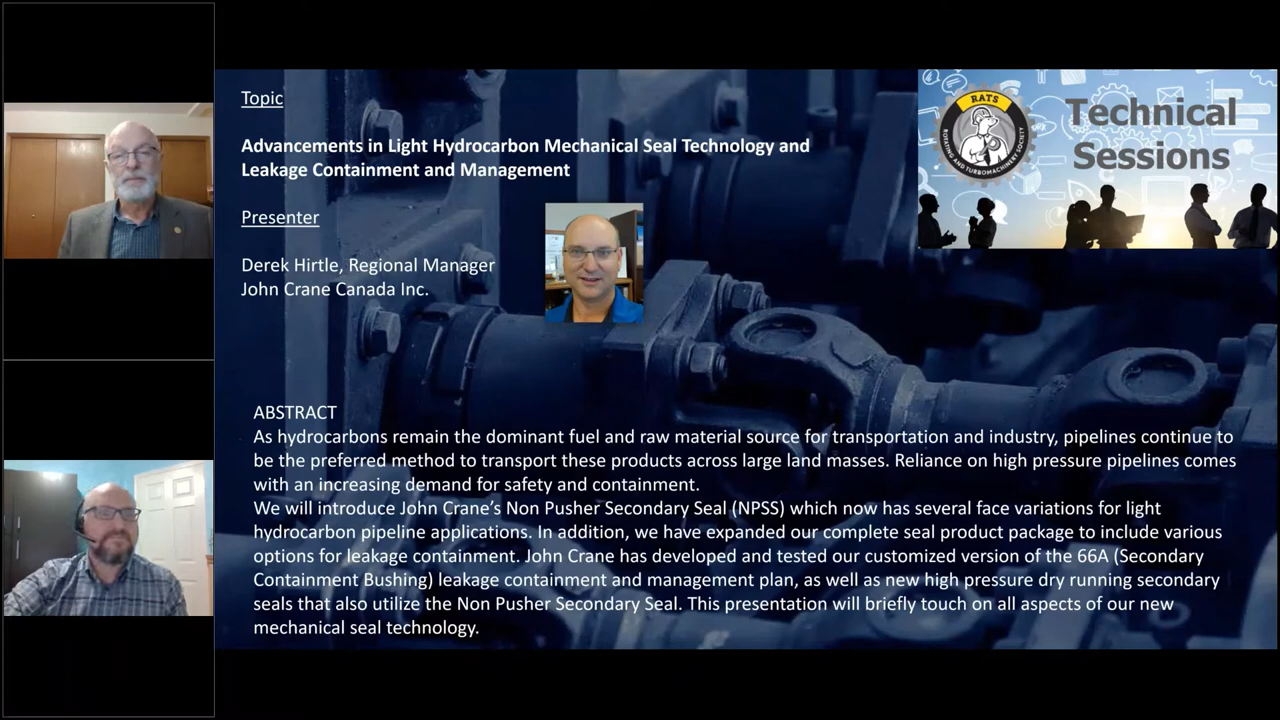 Topic
Advancements in Light Hydrocarbon Mechanical Seal Technology and
Leakage Containment and Management
Presenter
Derek Hirtle, Regional Manager
John Crane Canada Inc.
RATS
ROTATING AND TURBOMACHINERY SOCIETY
Technical
Sessions
ABSTRACT
As hydrocarbons remain the dominant fuel and raw material source for transportation and industry, pipelines continue to
be the preferred method to transport these products across large land masses. Reliance on high pressure pipelines comes
with an increasing demand for safety and containment.
We will introduce John Crane’s Non Pusher Secondary Seal (NPSS) which now has several face variations for light
hydrocarbon pipeline applications. In addition, we have expanded our complete seal product package to include various
options for leakage containment. John Crane has developed and tested our customized version of the 66A (Secondary
Containment Bushing) leakage containment and management plan, as well as new high pressure dry running secondary
seals that also utilize the Non Pusher Secondary Seal. This presentation will briefly touch on all aspects of our new
mechanical seal technology.